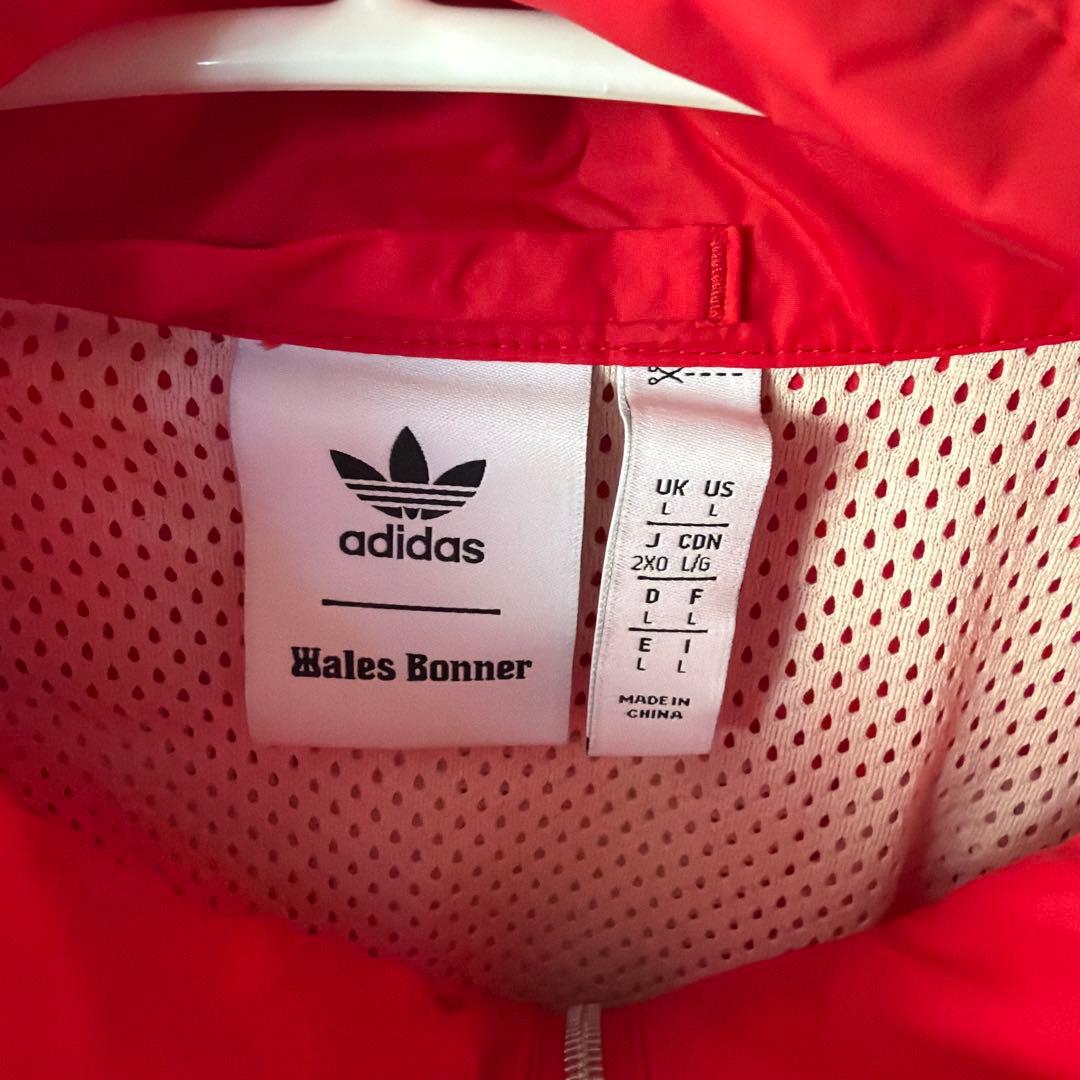 adidas
Wales Bonner
UK US
L L
J CDN
2XO L/G
D F
L L
E I
L L
MADE IN
CHINA